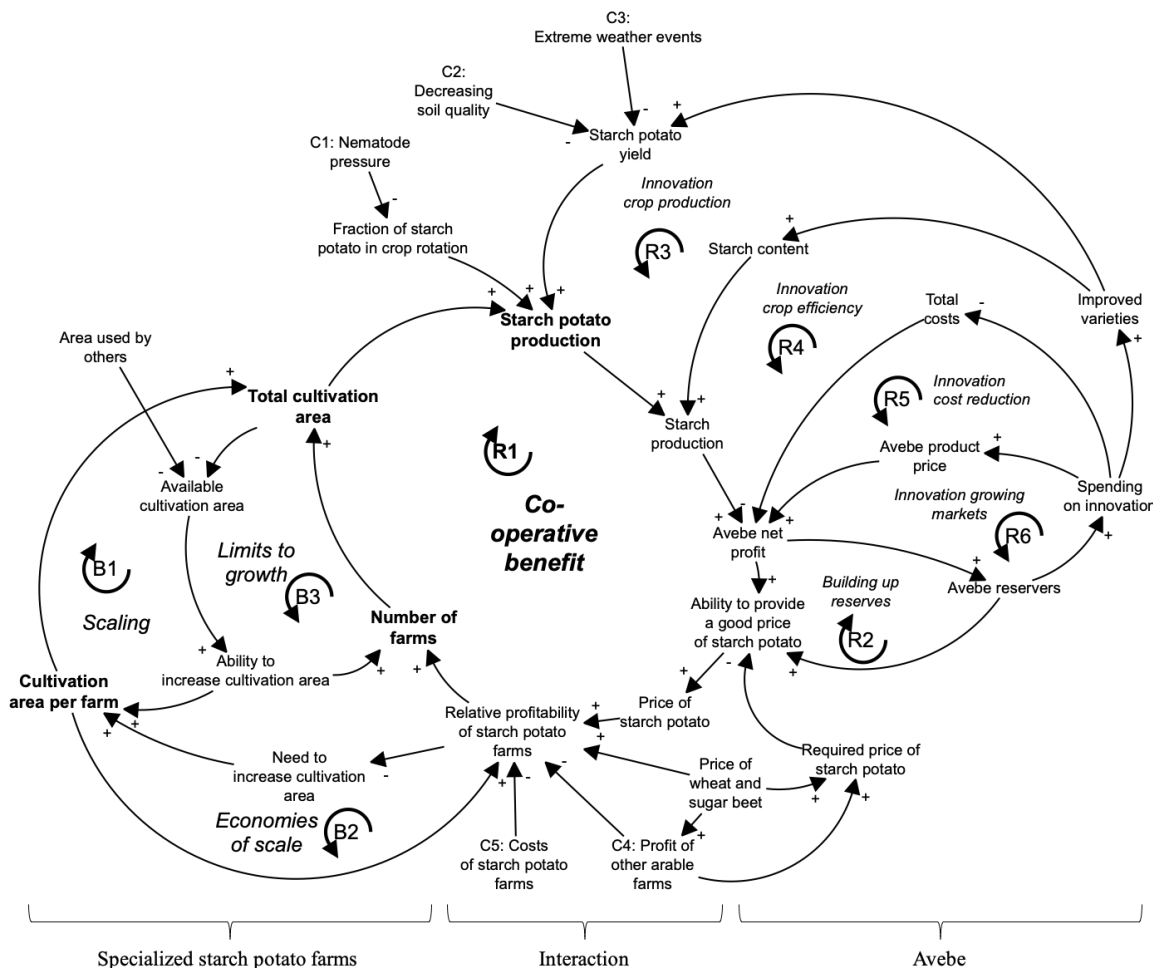 C3:
Extreme weather events
C2:
Decreasing
soil quality
-
+
-
Starch potato
yield
C1: Nematode
pressure
-
Innovation
crop production
Fraction of starch
potato in crop rotation
R3
+
Starch content
+
+
+
Starch potato
production
Innovation
crop efficiency
R4
Total
costs
-
Improved
varieties
+
Area used by
others
+
Total cultivation
area
+
+
+
Starch
production
R5
Innovation
cost reduction
R1
Avebe product
price
+
-
-
Available
cultivation area
Co-
operative
benefit
Innovation growing
markets
Spending
on innovation
+
-
+
Avebe net
profit
R6
+
B1
Limits to
growth
B3
+
Avebe reservers
Scaling
+
Ability to provide
a good price
of starch potato
Building up
reserves
R2
Number of
farms
+
Ability to
increase cultivation area
+
+
-
+
+
Cultivation
area per farm
+
+
Relative profitability
of starch potato
farms
+
+
Price of
starch potato
Need to
increase cultivation
area
-
+
-
-
Price of
wheat and
sugar beet
Required price of
starch potato
+
+
Economies
of scale
B2
C5: Costs
of starch potato
farms
C4: Profit of
other arable
farms
+
Specialized starch potato farms
Interaction
Avebe